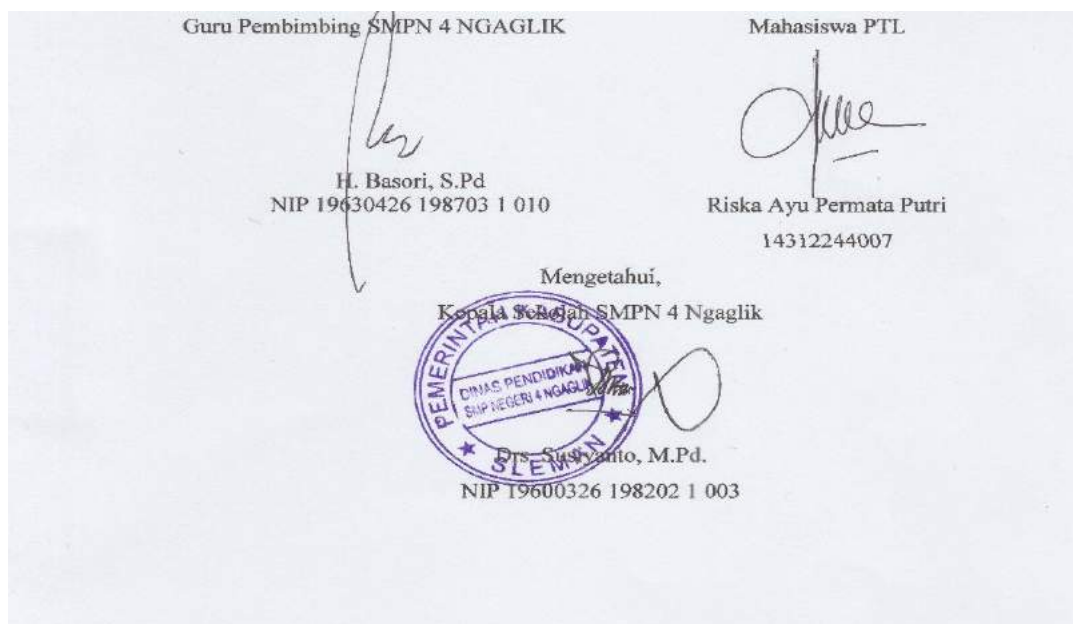 Guru Pembimbing SMPN 4 NGAGLIK
H. Basori, S.Pd
NIP 19630426 198703 1 010
Mahasiswa PTL
Riska Ayu Permata Putri
14312244007
Mengetahui,
Kepala Sekolah SMPN 4 Ngaglik
PEMERINTAH KABUPATEN
DINAS PENDIDIKAN
SMP NEGERI 4 NGAGLIK
SLEMAN
Drs. Susiyanto, M.Pd.
NIP 19600326 198202 1 003